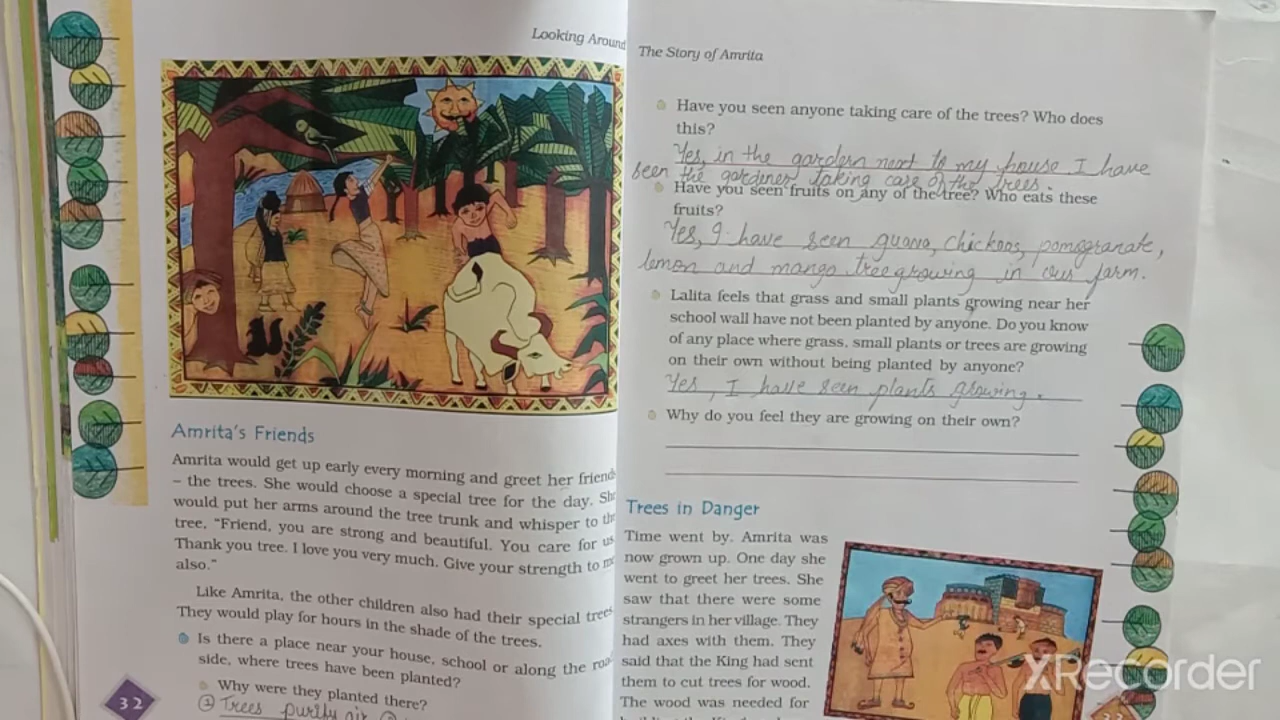 Looking Around
Amrita's Friends
Amrita would get up early every morning and greet her friends
– the trees. She would choose a special tree for the day. She
would put her arms around the tree trunk and whisper to the
tree, "Friend, you are strong and beautiful. You care for us.
Thank you tree. I love you very much. Give your strength to me
also."
Like Amrita, the other children also had their special trees.
They would play for hours in the shade of the trees.
Is there a place near your house, school or along the road
side, where trees have been planted?
Why were they planted there?
② Trees purify air ②
32
The Story of Amrita
Have you seen anyone taking care of the trees? Who does
this?
Yes, in the gardern next to my house I have
seen the gardiner taking care of the trees.
Have you seen fruits on any of the tree? Who eats these
fruits?
Yes, I have seen guava, chickoos, pomogranate,
lemon and mango tree growing in our farm.
Lalita feels that grass and small plants growing near her
school wall have not been planted by anyone. Do you know
of any place where grass, small plants or trees are growing
on their own without being planted by anyone?
Yes, I have seen plants growing.
Why do you feel they are growing on their own?
Trees in Danger
Time went by. Amrita was
now grown up. One day she
went to greet her trees. She
saw that there were some
strangers in her village. They
had axes with them. They
said that the King had sent
them to cut trees for wood.
The wood was needed for
XRecorder